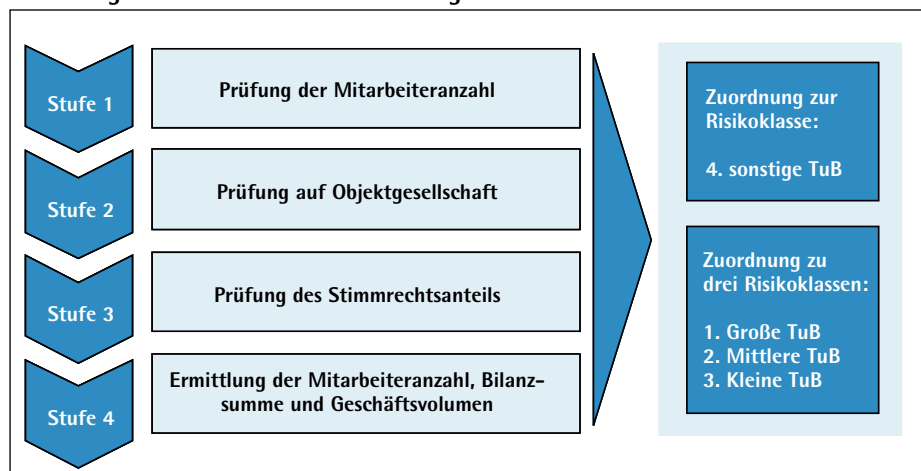 Stufe 1
Prüfung der Mitarbeiteranzahl
Stufe 2
Prüfung auf Objektgesellschaft
Stufe 3
Prüfung des Stimmrechtsanteils
Stufe 4
Ermittlung der Mitarbeiteranzahl, Bilanz-
summe und Geschäftsvolumen
Zuordnung zur
Risikoklasse:
4. sonstige TuB
Zuordnung zu
drei Risikoklassen:
1. Große TuB
2. Mittlere TuB
3. Kleine TuB